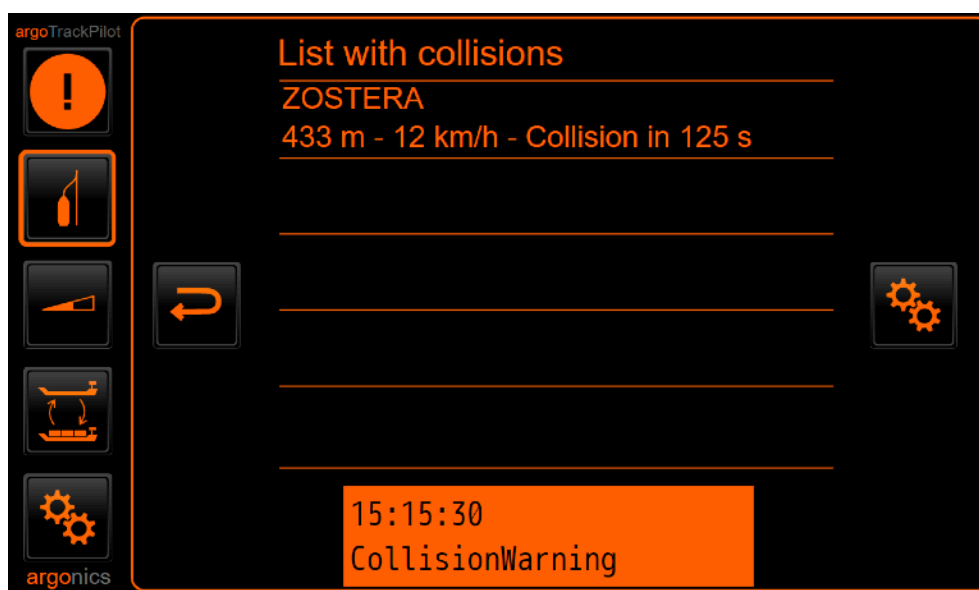 argoTrackPilot
List with collisions
!
ZOSTERA
433 m - 12 km/h - Collision in 125 s
15:15:30
CollisionWarning
argonics